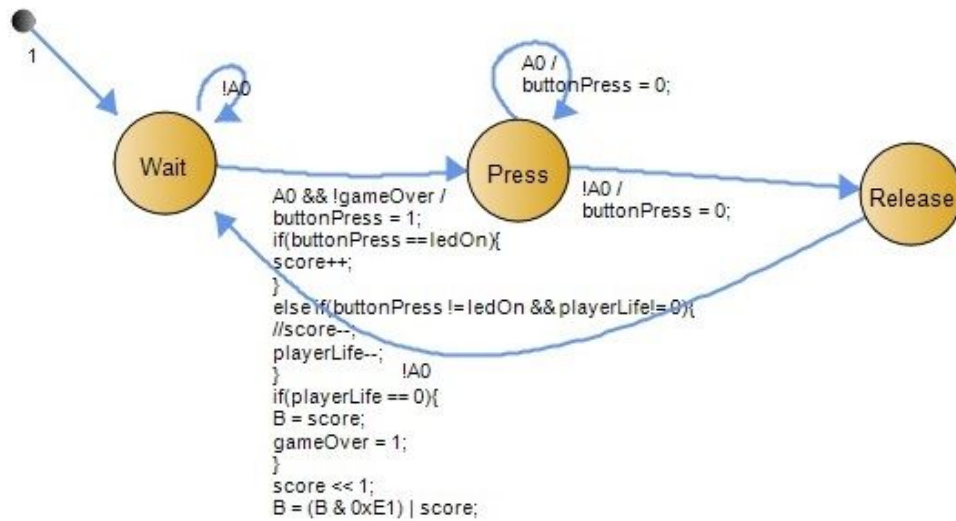 1
!A0
Wait
A0 /
buttonPress = 0;
Press
!A0 /
buttonPress = 0;
Release
A0 && !gameOver /
buttonPress = 1;
if(buttonPress == ledOn){
score++;
}
else if(buttonPress != ledOn && playerLife!= 0){
//score--;
playerLife--;
}
!A0
if(playerLife == 0){
B = score;
gameOver = 1;
}
score << 1;
B = (B & 0xE1) | score;